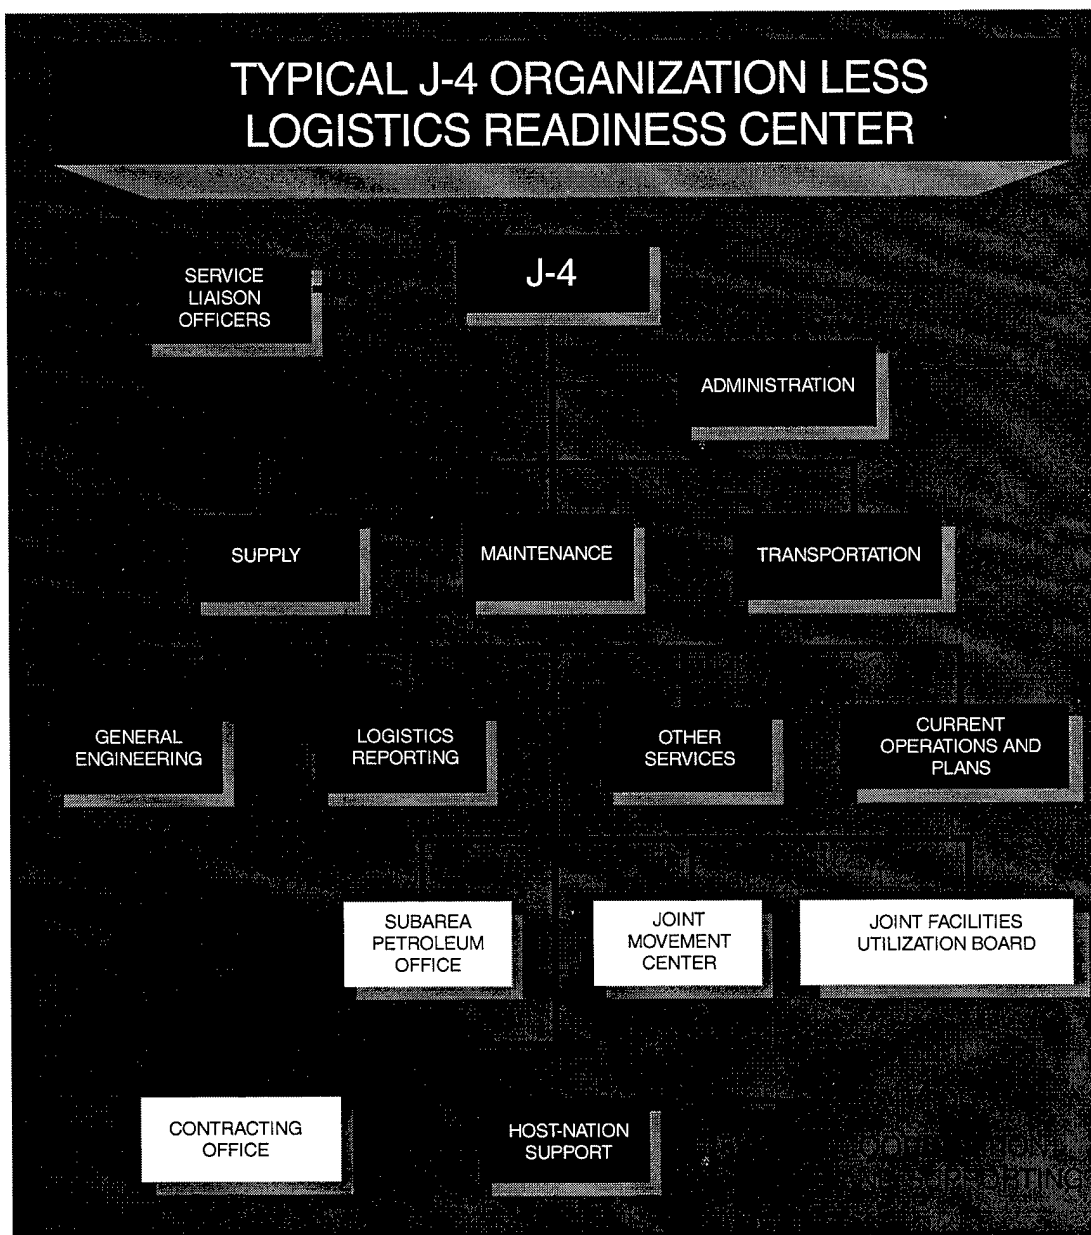 TYPICAL J-4 ORGANIZATION LESS
LOGISTICS READINESS CENTER
J-4
SERVICE
LIAISON
OFFICERS
ADMINISTRATION
SUPPLY
MAINTENANCE
TRANSPORTATION
GENERAL
ENGINEERING
LOGISTICS
REPORTING
OTHER
SERVICES
CURRENT
OPERATIONS AND
PLANS
SUBAREA
PETROLEUM
OFFICE
JOINT
MOVEMENT
CENTER
JOINT FACILITIES
UTILIZATION BOARD
CONTRACTING
OFFICE
HOST-NATION
SUPPORT
SUPPORTING